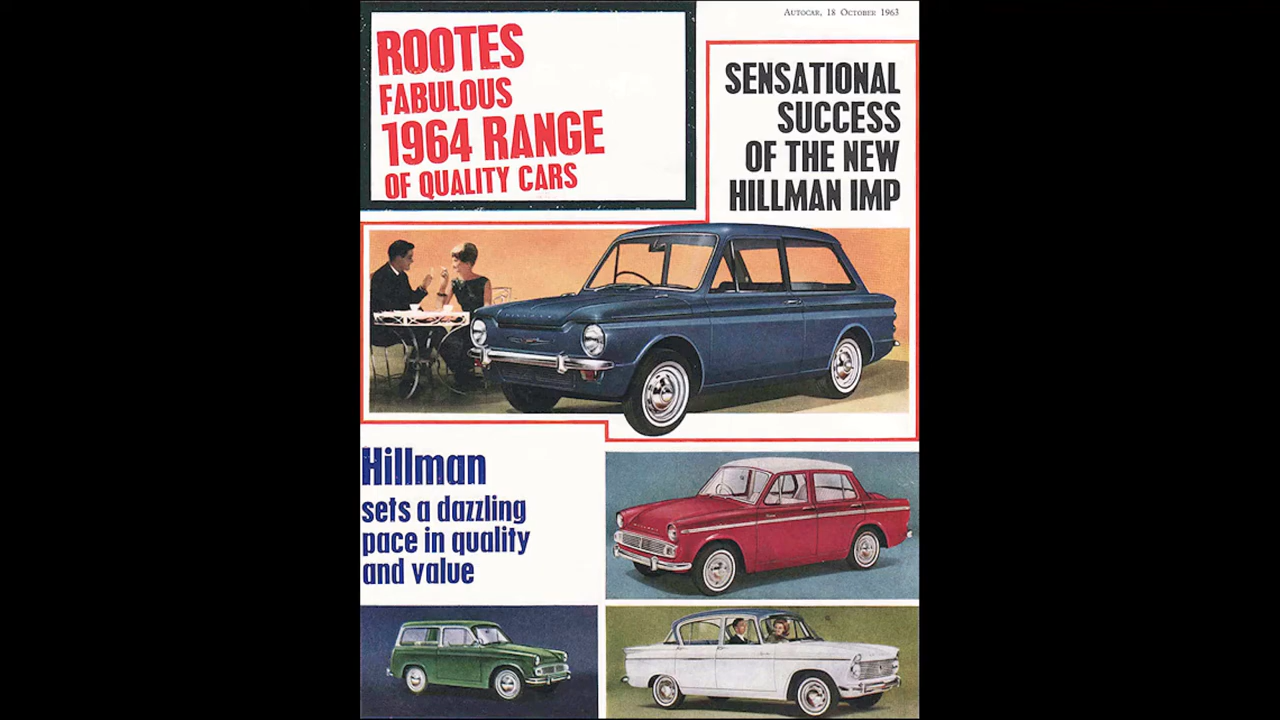 AUTOCAR, 18 OCTOBER 1963
ROOTES
FABULOUS
1964 RANGE
OF QUALITY CARS
SENSATIONAL
SUCCESS
OF THE NEW
HILLMAN IMP
Hillman
sets a dazzling
pace in quality
and value